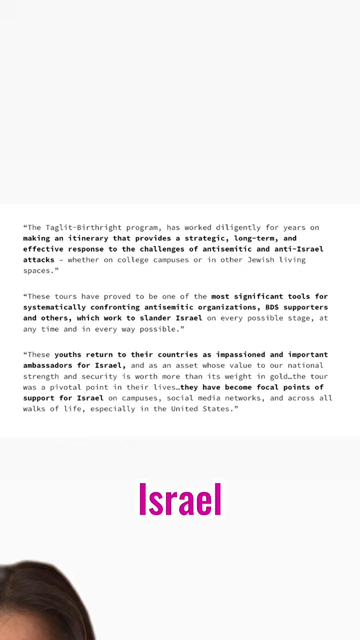 “The Taglit-Birthright program, has worked diligently for years on
making an itinerary that provides a strategic, long-term, and
effective response to the challenges of antisemitic and anti-Israel
attacks – whether on college campuses or in other Jewish living
spaces.”
“These tours have proved to be one of the most significant tools for
systematically confronting antisemitic organizations, BDS supporters
and others, which work to slander Israel on every possible stage, at
any time and in every way possible.”
“These youths return to their countries as impassioned and important
ambassadors for Israel, and as an asset whose value to our national
strength and security is worth more than its weight in gold…the tour
was a pivotal point in their lives…they have become focal points of
support for Israel on campuses, social media networks, and across all
walks of life, especially in the United States.”
Israel